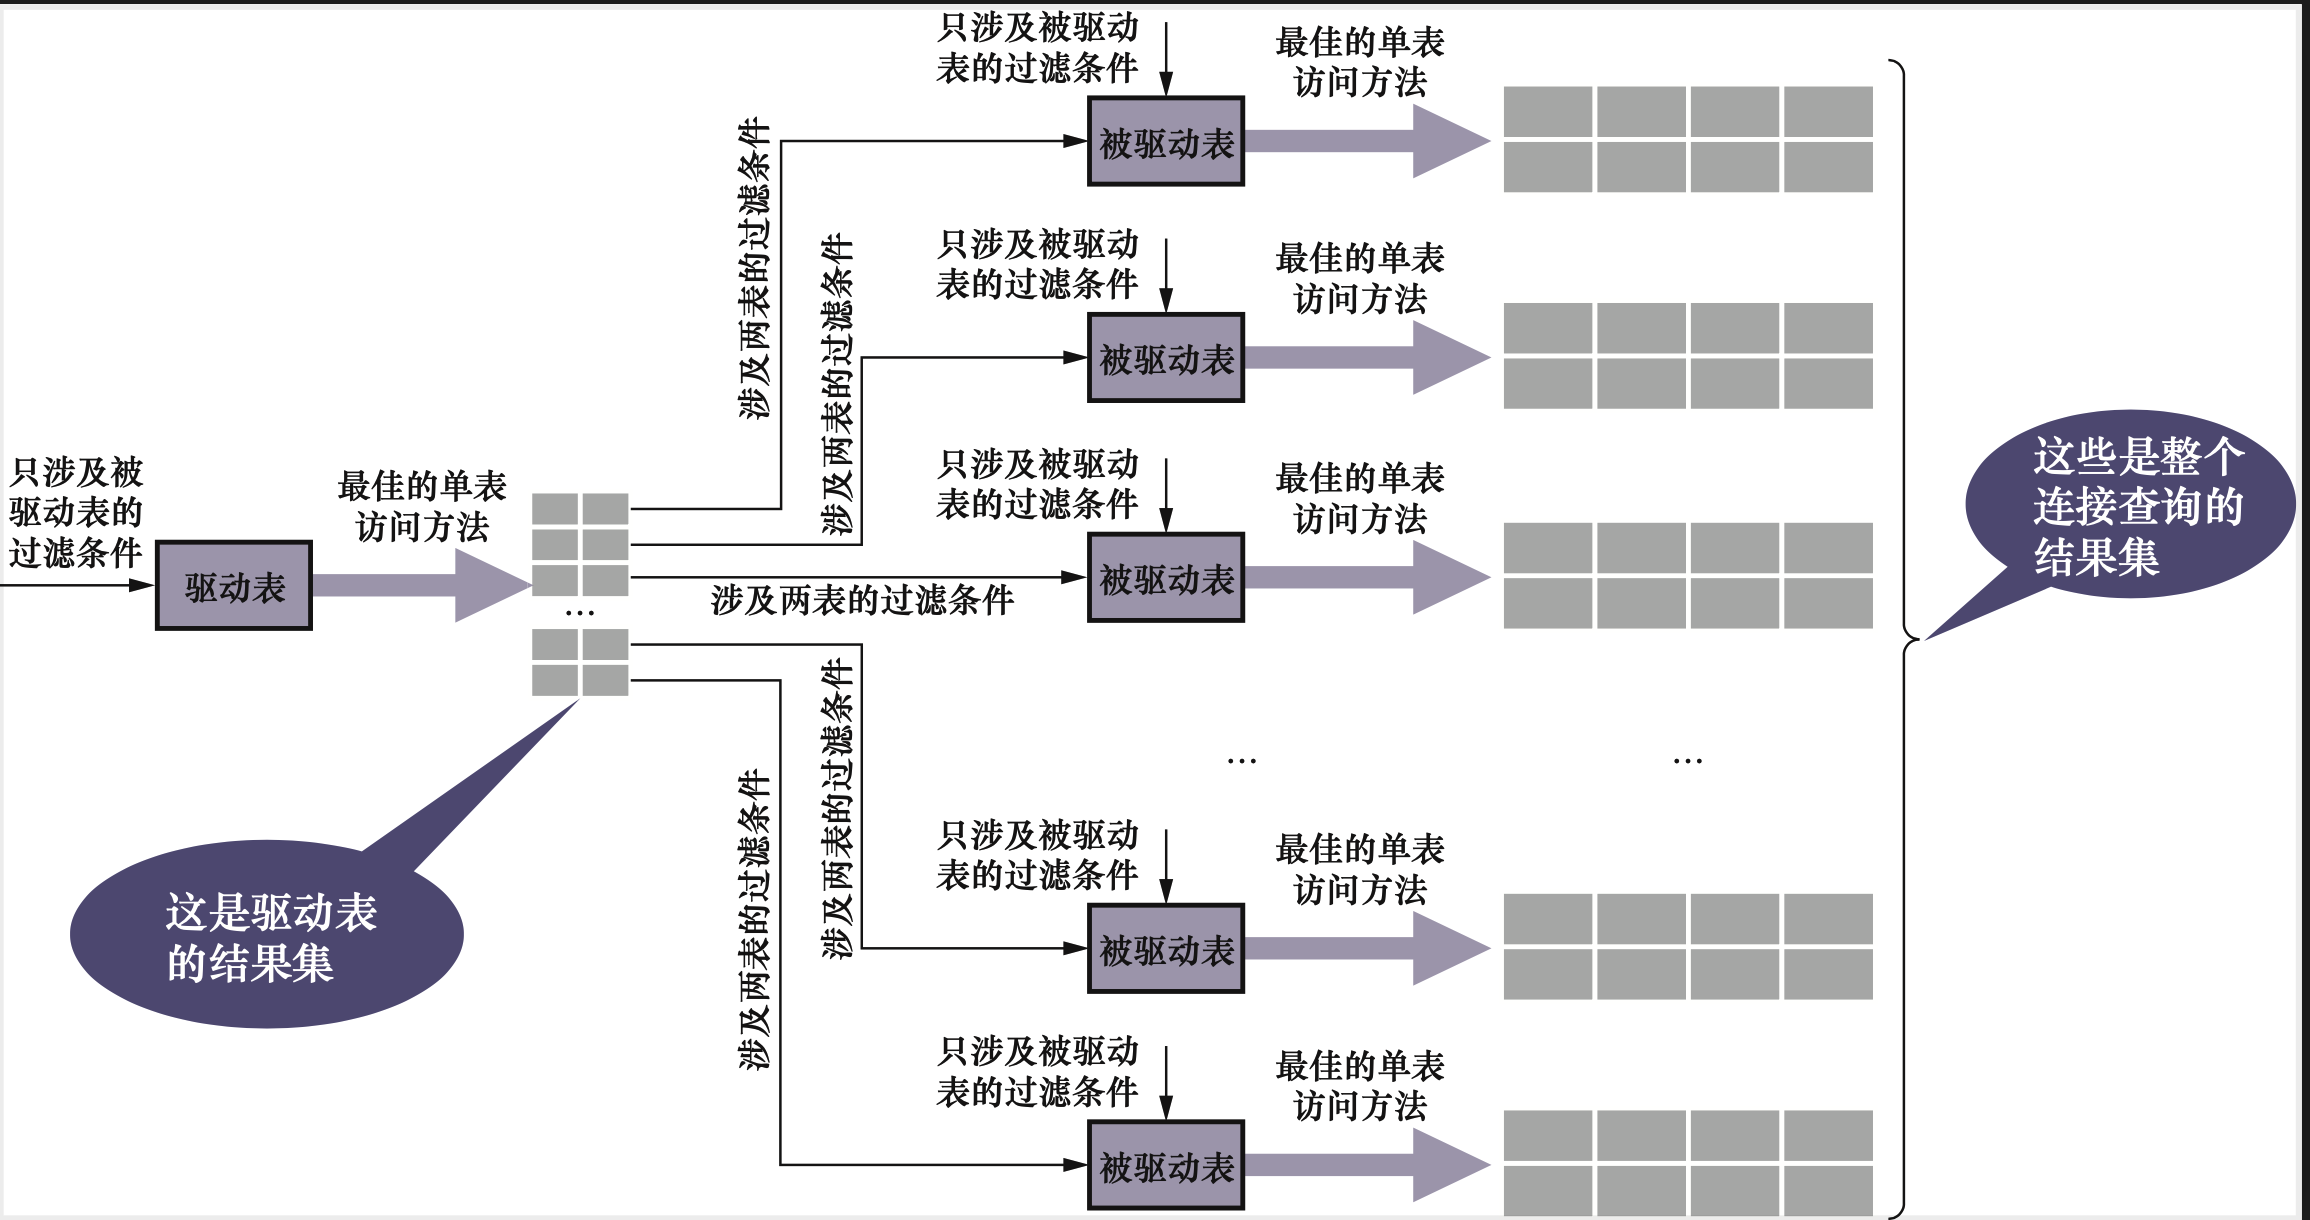 只涉及被
驱动表的
过滤条件
驱动表
最佳的单表
访问方法
…
这是驱动表
的结果集
涉及两表的过滤条件
涉及两表的过滤条件
涉及两表的过滤条件
涉及两表的过滤条件
涉及两表的过滤条件
只涉及被驱动
表的过滤条件
被驱动表
最佳的单表
访问方法
只涉及被驱动
表的过滤条件
被驱动表
最佳的单表
访问方法
只涉及被驱动
表的过滤条件
被驱动表
最佳的单表
访问方法
…
…
只涉及被驱动
表的过滤条件
被驱动表
最佳的单表
访问方法
只涉及被驱动
表的过滤条件
被驱动表
最佳的单表
访问方法
这些是整个
连接查询的
结果集